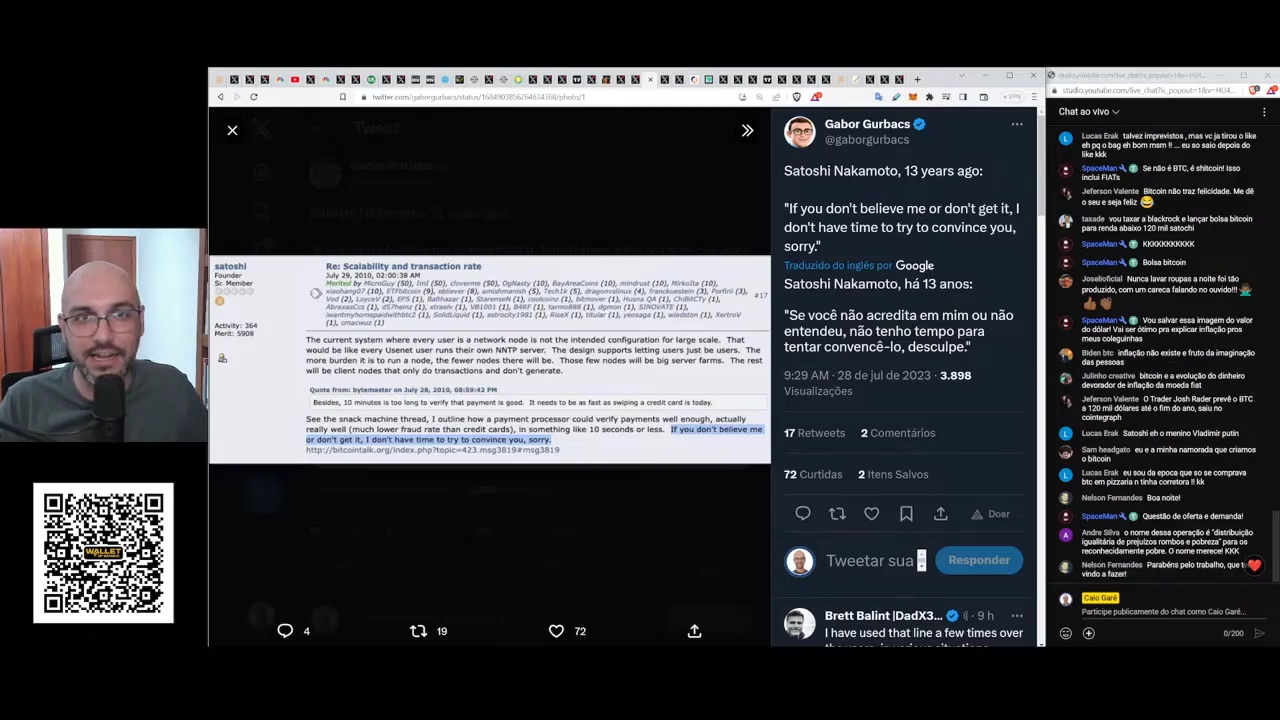 twitter.com/gaborgurbacs/status/1684903856264634368/photo/1
VPN
Tweet
Gabor Gurbacs
satoshi
Founder
Sr. Member
Activity: 364
Merit: 5908
Re: Scalability and transaction rate
July 29, 2010, 02:00:38 AM
#17
The current system where every user is a network node is not the intended configuration for large scale. That
would be like every Usenet user runs their own NNTP server. The design supports letting users just be users. The
more burden it is to run a node, the fewer nodes there will be. Those few nodes will be big server farms. The rest
will be client nodes that only do transactions and don't generate.
Quote from: bytemaster on July 28, 2010, 08:59:42 PM
Besides, 10 minutes is too long to verify that payment is good. It needs to be as fast as swiping a credit card is today.
See the snack machine thread, I outline how a payment processor could verify payments well enough, actually
really well (much lower fraud rate than credit cards), in something like 10 seconds or less. If you don't believe me
or don't get it, I don't have time to try to convince you, sorry.
http://bitcointalk.org/index.php?topic=423.msg3819#msg3819
4
19
72
Gabor Gurbacs
@gaborgurbacs
Satoshi Nakamoto, 13 years ago:
"If you don't believe me or don't get it, I
don't have time to try to convince you,
sorry."
Traduzido do inglês por Google
Satoshi Nakamoto, há 13 anos:
"Se você não acredita em mim ou não
entendeu, não tenho tempo para
tentar convencê-lo, desculpe."
9:29 AM · 28 de jul de 2023 · 3.898
Visualizações
17 Retweets 2 Comentários
72 Curtidas 2 Itens Salvos
Doar
Tweetar sua
Responder
Brett Balint |DadX3... · 9 h
I have used that line a few times over
WALLET
Chat ao vivo
Lucas Erak talvez imprevistos , mas vc ja tirou o like
eh pq o bag eh bom msm !! ... eu so saio depois do
like kkk
SpaceMan Se não é BTC, é shitcoin! Isso
inclui FIATs
Jeferson Valente Bitcoin não traz felicidade. Me dê
o seu e seja feliz
taxade vou taxar a blackrock e lançar bolsa bitcoin
para renda abaixo 120 mil satochi
SpaceMan KKKKKKKKKKK
Xis Bolsa bitcoin
Joselioficial Nunca lavar roupas a noite foi tão
produzido, com um careca falando no ouvido!!!
Vou salvar essa imagem do valor
do dólar! Vai ser ótimo pra explicar inflação pros
meus coleguinhas
Biden btc inflação não existe e fruto da imaginação
das pessoas
Julinho creative bitcoin e a evolução do dinheiro
devorador de inflação da moeda fiat
Jeferson Valente O Trader Josh Rader prevê o BTC
a 120 mil dólares até o fim do ano, saiu no
cointegraph
Lucas Erak Satoshi eh o menino Vladimir putin
Sam headgato eu e a minha namorada que criamos
o bitcoin
Lucas Erak eu sou da epoca que so se comprava
btc em pizzaria n tinha corretora !! kk
Nelson Fernandes Boa noite!
SpaceMan Questão de oferta e demanda!
Andre Silva o nome dessa operação é "distribuição
igualitária de prejuízos rombos e pobreza" para os
reconhecidamente pobre. O nome merece! KKK
Nelson Fernandes Parabéns pelo trabalho, que
vindo a fazer!
Caio Garé
Participe publicamente do chat como Caio Garé...
0/200